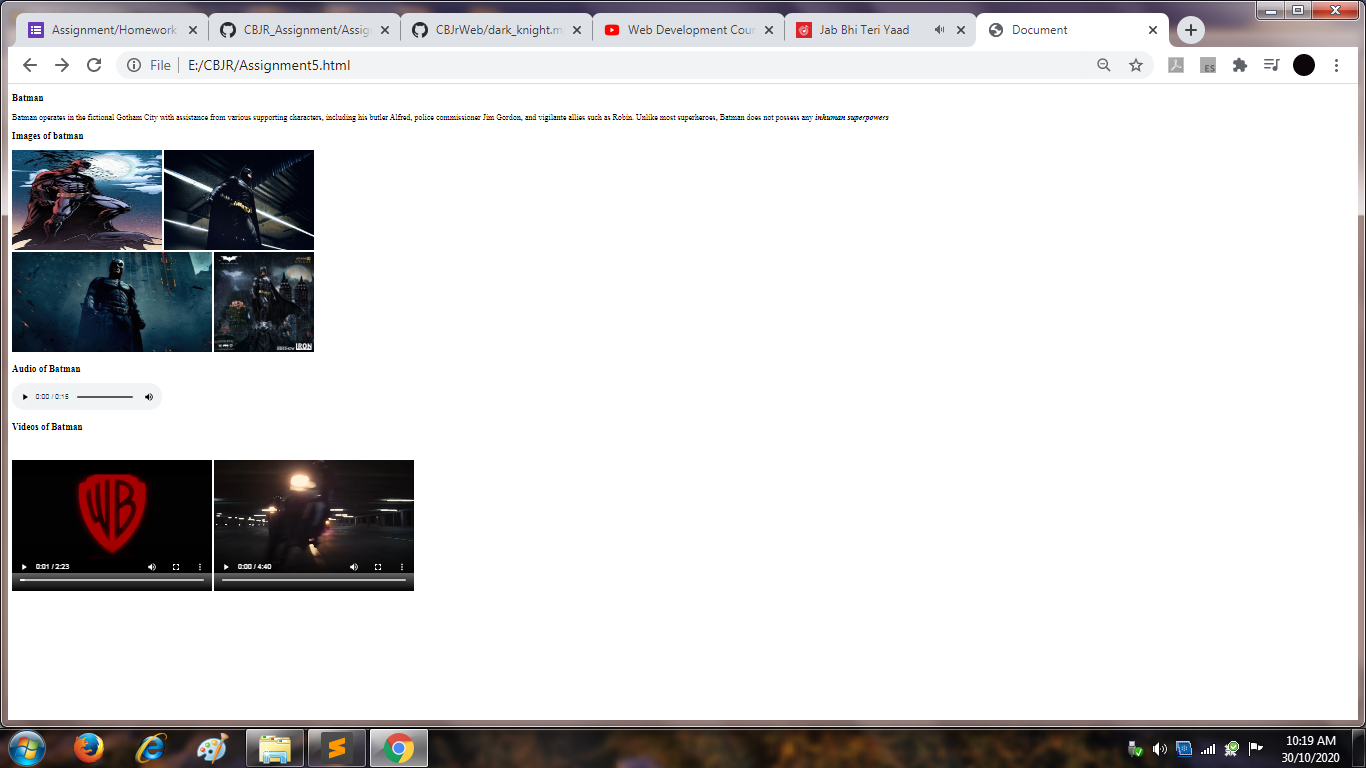 Assignment/Homework
CBJR_Assignment/Assig
CBJrWeb/dark_knight.m
Web Development Cour
Jab Bhi Teri Yaad
Document
File
E:/CBJR/Assignment5.html
ES
Batman
Batman operates in the fictional Gotham City with assistance from various supporting characters, including his butler Alfred, police commissioner Jim Gordon, and vigilante allies such as Robin. Unlike most superheroes, Batman does not possess any inhuman superpowers
Images of batman
IRON
Audio of Batman
0:00 / 0:15
Videos of Batman
WB
0:01 / 2:23
0:00 / 4:40
10:19 AM
30/10/2020